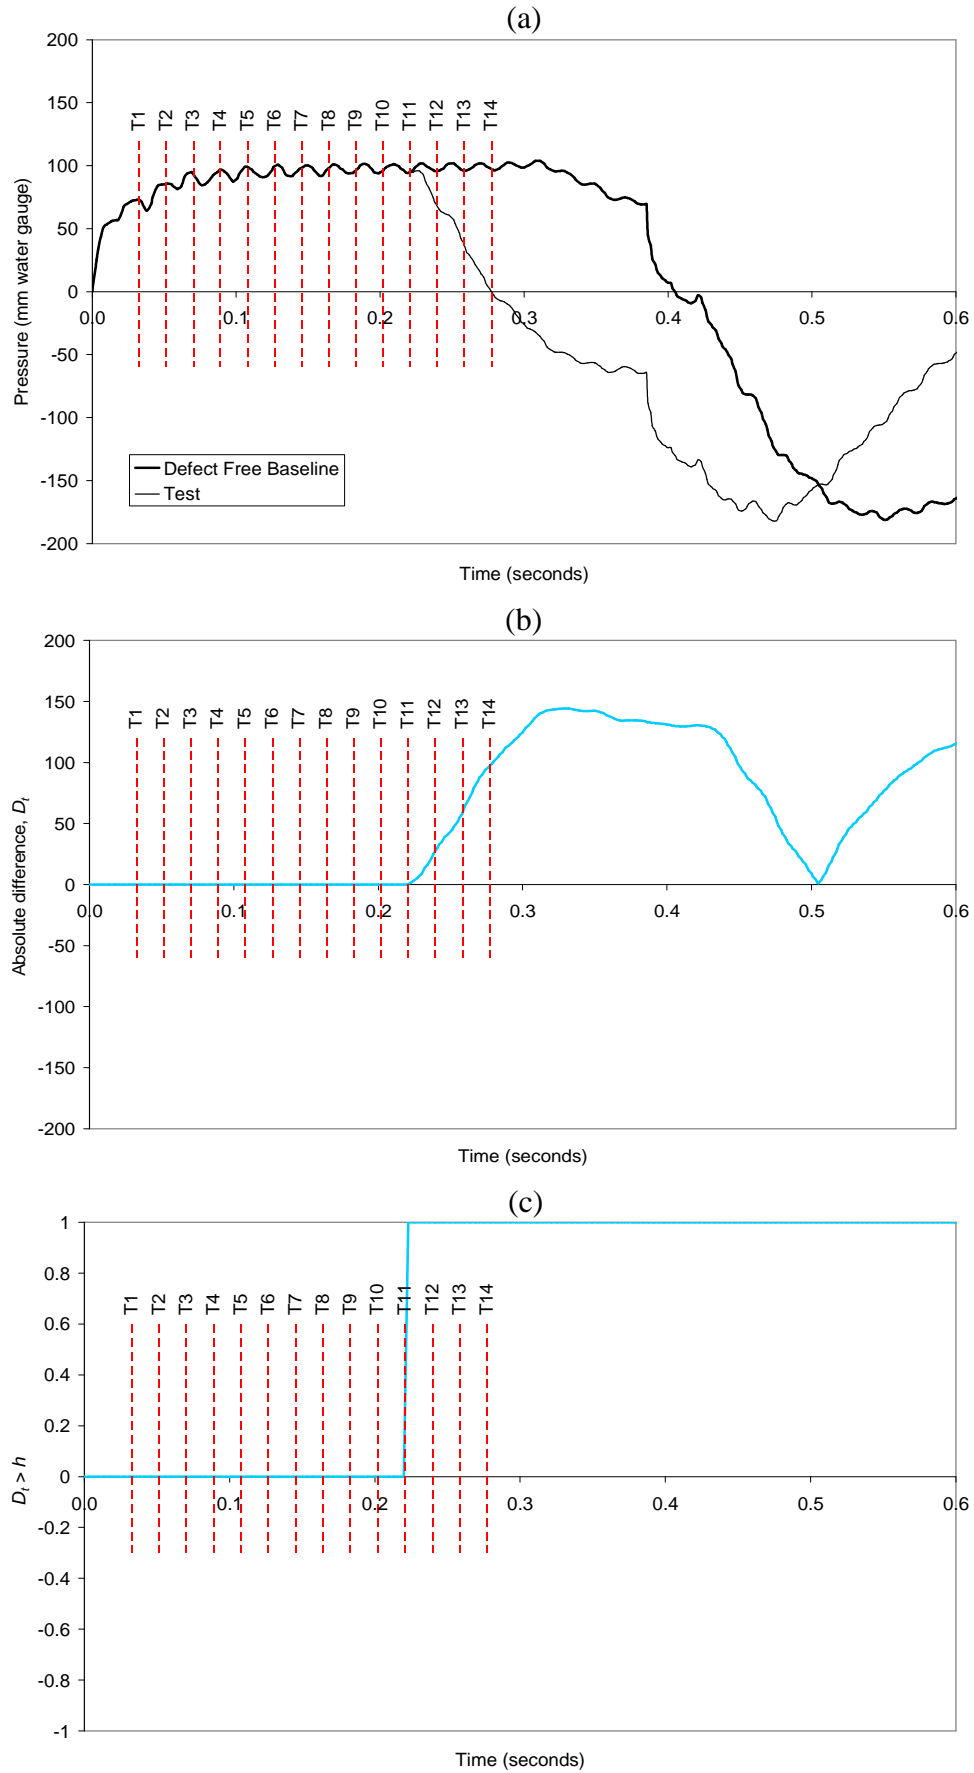 (a)
200
150
100
50
0
-50
-100
-150
-200
Pressure (mm water gauge)
T1 T2 T3 T4 T5 T6 T7 T8 T9 T10 T11 T12 T13 T14
0.0 0.1 0.2 0.3 0.4 0.5 0.6
Defect Free Baseline
Test
Time (seconds)
(b)
200
150
100
50
0
-50
-100
-150
-200
Absolute difference, Dt
T1 T2 T3 T4 T5 T6 T7 T8 T9 T10 T11 T12 T13 T14
0.0 0.1 0.2 0.3 0.4 0.5 0.6
Time (seconds)
(c)
1
0.8
0.6
0.4
0.2
0
-0.2
-0.4
-0.6
-0.8
-1
Dt > h
T1 T2 T3 T4 T5 T6 T7 T8 T9 T10 T11 T12 T13 T14
0.0 0.1 0.2 0.3 0.4 0.5 0.6
Time (seconds)